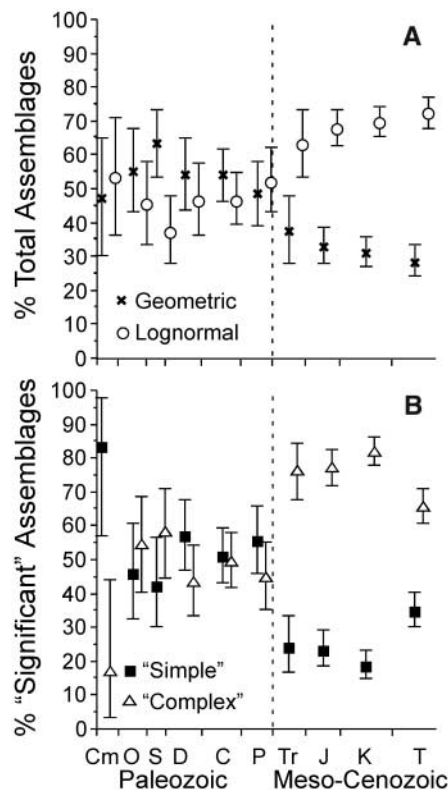 A
% Total Assemblages
100
90
80
70
60
50
40
30
20
10
0
Geometric
Lognormal
B
% "Significant" Assemblages
100
90
80
70
60
50
40
30
20
10
0
"Simple"
"Complex"
Cm O S D C P Tr J K T
Paleozoic Meso-Cenozoic